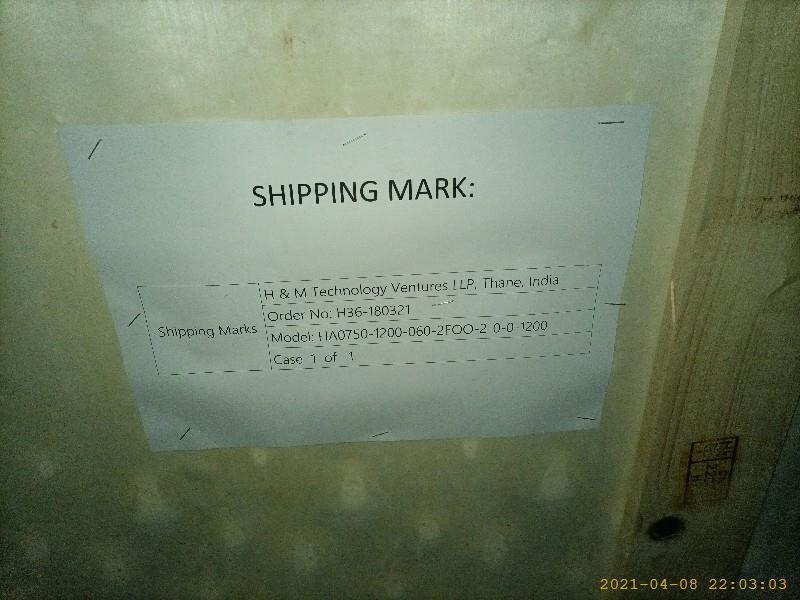 SHIPPING MARK:
Shipping Marks
H & M Technology Ventures LLP, Thane, India
Order No: H36-180321
Model: HA0750-1200-060-2FOO-2 0-0-1200
Case 1 of 1
2021-04-08 22:03:03